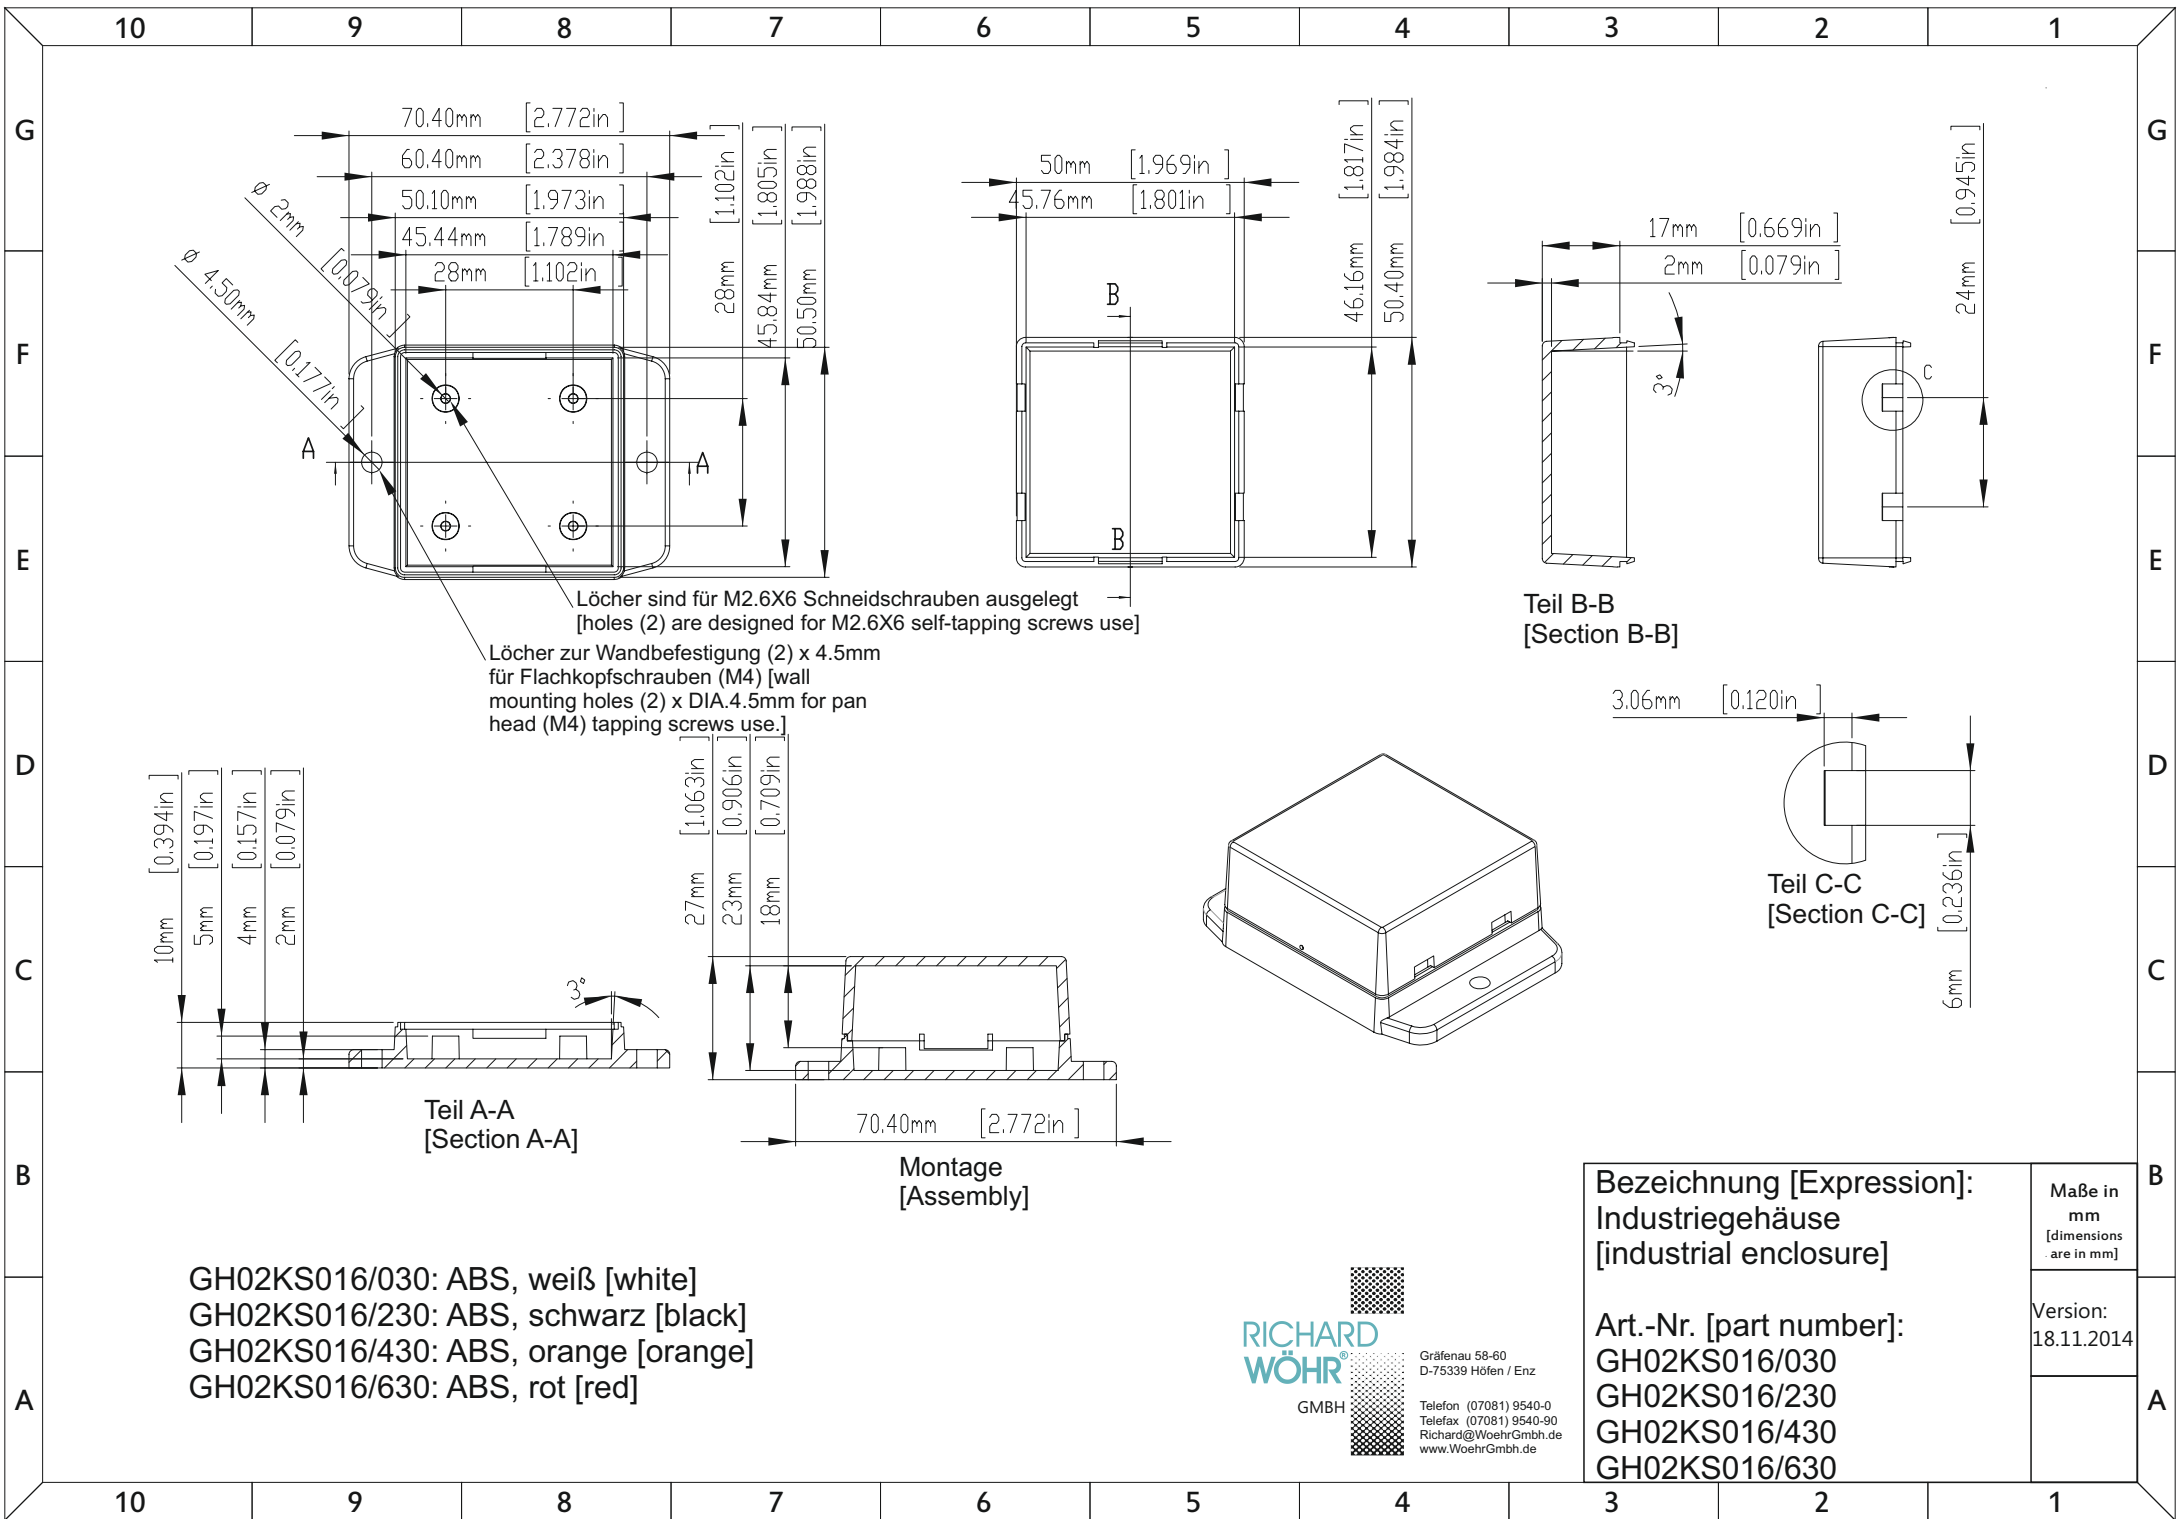 10 9 8 7 6 5 4 3 2 1
G
F
E
D
C
B
A
70.40mm [2.772in ]
60.40mm [2.378in ]
50.10mm [1.973in ]
45.44mm [1.789in ]
28mm [1.102in ]
Ø 2mm [0.079in ]
Ø 4.50mm [0.177in ]
28mm [1.102in ]
45.84mm [1.805in ]
50.50mm [1.988in ]
A A
50mm [1.969in ]
45.76mm [1.801in ]
46.16mm [1.817in ]
50.40mm [1.984in ]
B
B
17mm [0.669in ]
2mm [0.079in ]
3°
24mm [0.945in ]
C
Löcher sind für M2.6X6 Schneidschrauben ausgelegt
[holes (2) are designed for M2.6X6 self-tapping screws use]
Löcher zur Wandbefestigung (2) x 4.5mm
für Flachkopfschrauben (M4) [wall
mounting holes (2) x DIA.4.5mm for pan
head (M4) tapping screws use.]
Teil B-B
[Section B-B]
3.06mm [0.120in ]
6mm [0.236in ]
Teil C-C
[Section C-C]
10mm [0.394in ]
5mm [0.197in ]
4mm [0.157in ]
2mm [0.079in ]
3°
Teil A-A
[Section A-A]
27mm [1.063in ]
23mm [0.906in ]
18mm [0.709in ]
70.40mm [2.772in ]
Montage
[Assembly]
GH02KS016/030: ABS, weiß [white]
GH02KS016/230: ABS, schwarz [black]
GH02KS016/430: ABS, orange [orange]
GH02KS016/630: ABS, rot [red]
RICHARD
WÖHR®
GMBH
Gräfenau 58-60
D-75339 Höfen / Enz
Telefon (07081) 9540-0
Telefax (07081) 9540-90
Richard@WoehrGmbh.de
www.WoehrGmbh.de
Bezeichnung [Expression]:
Industriegehäuse
[industrial enclosure]
Art.-Nr. [part number]:
GH02KS016/030
GH02KS016/230
GH02KS016/430
GH02KS016/630
Maße in
mm
[dimensions
are in mm]
Version:
18.11.2014
G
F
E
D
C
B
A
10 9 8 7 6 5 4 3 2 1